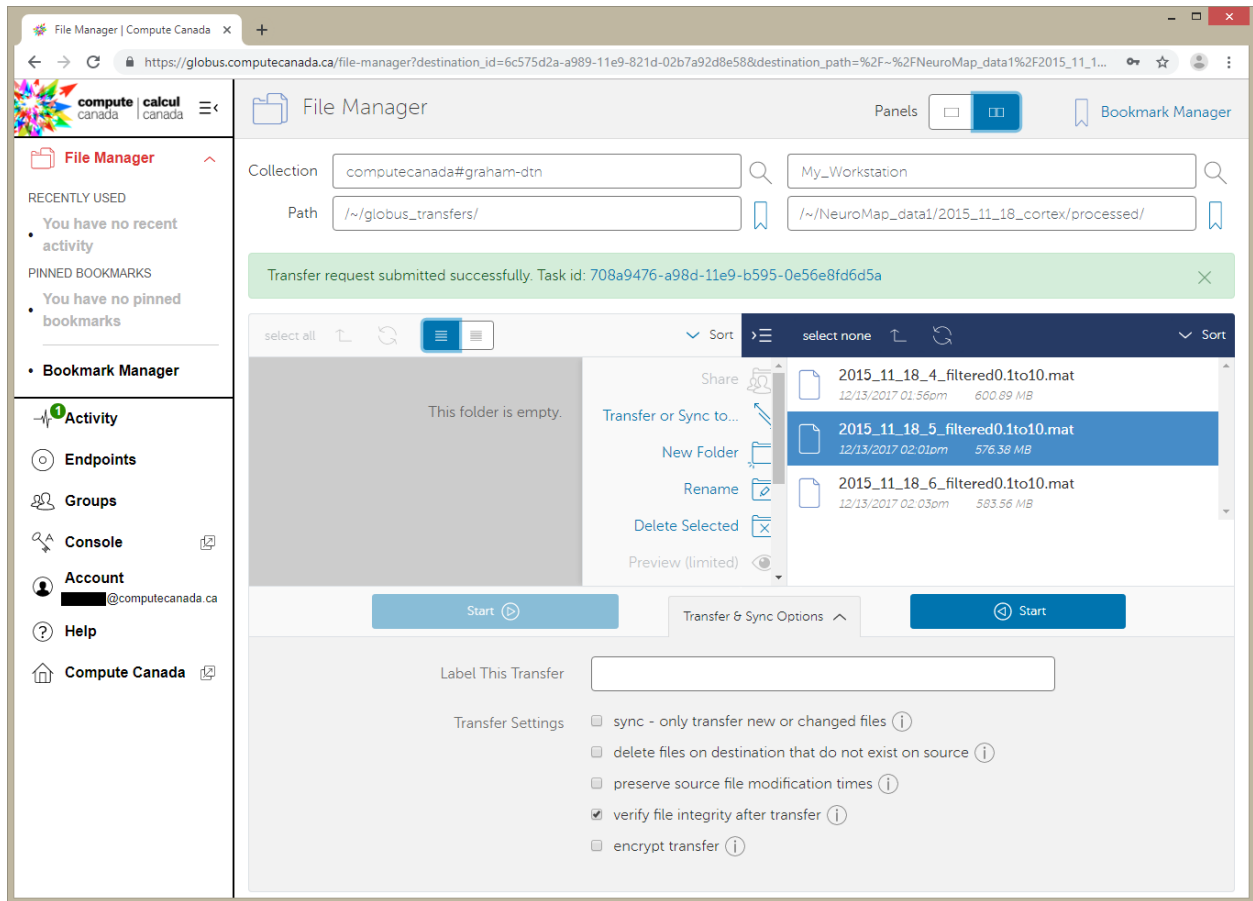 File Manager | Compute Canada
https://globus.computecanada.ca/file-manager?destination_id=6c575d2a-a989-11e9-821d-02b7a92d8e58&destination_path=%2F~%2FNeuroMap_data1%2F2015_11_1...
compute | calcul
canada | canada
File Manager
Panels
Bookmark Manager
File Manager
RECENTLY USED
You have no recent
activity
PINNED BOOKMARKS
You have no pinned
bookmarks
Bookmark Manager
1
Activity
Endpoints
Groups
Console
Account
@computecanada.ca
Help
Compute Canada
Collection
computecanada#graham-dtn
My_Workstation
Path
/~/globus_transfers/
/~/NeuroMap_data1/2015_11_18_cortex/processed/
Transfer request submitted successfully. Task id: 708a9476-a98d-11e9-b595-0e56e8fd6d5a
select all
Sort
select none
Sort
This folder is empty.
Share
Transfer or Sync to...
New Folder
Rename
Delete Selected
Preview (limited)
2015_11_18_4_filtered0.1to10.mat
12/13/2017 01:56pm 600.89 MB
2015_11_18_5_filtered0.1to10.mat
12/13/2017 02:01pm 576.38 MB
2015_11_18_6_filtered0.1to10.mat
12/13/2017 02:03pm 583.56 MB
Start
Transfer & Sync Options
Start
Label This Transfer
Transfer Settings
sync - only transfer new or changed files
delete files on destination that do not exist on source
preserve source file modification times
verify file integrity after transfer
encrypt transfer